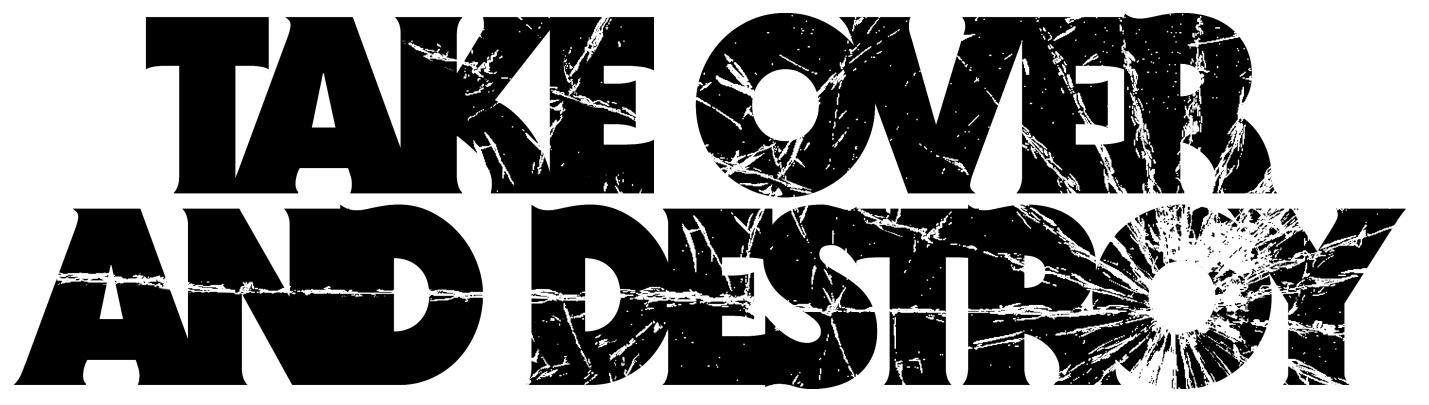 TAKE OVER
AND DESTROY